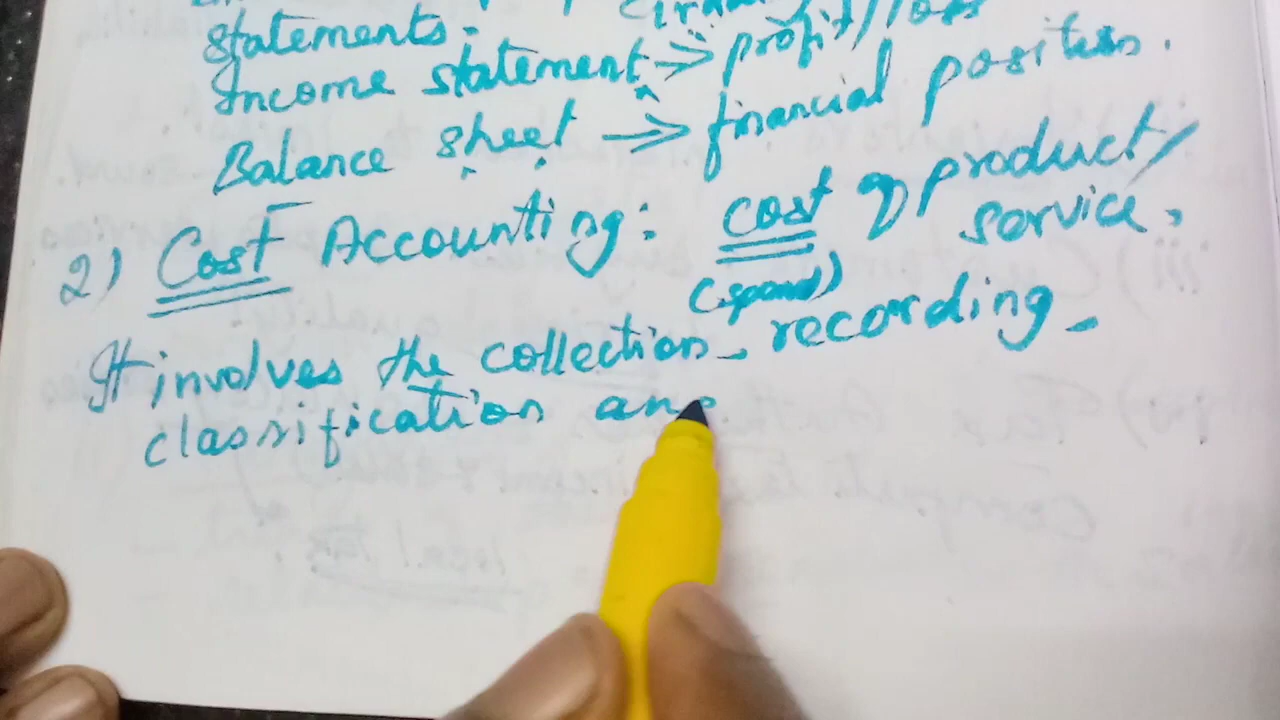 statements.
Income statement => profit/loss
Balance sheet => financial position.
2) Cost Accounting: cost of product/
service.
(spend)
It involves the collection, recording,
classification an